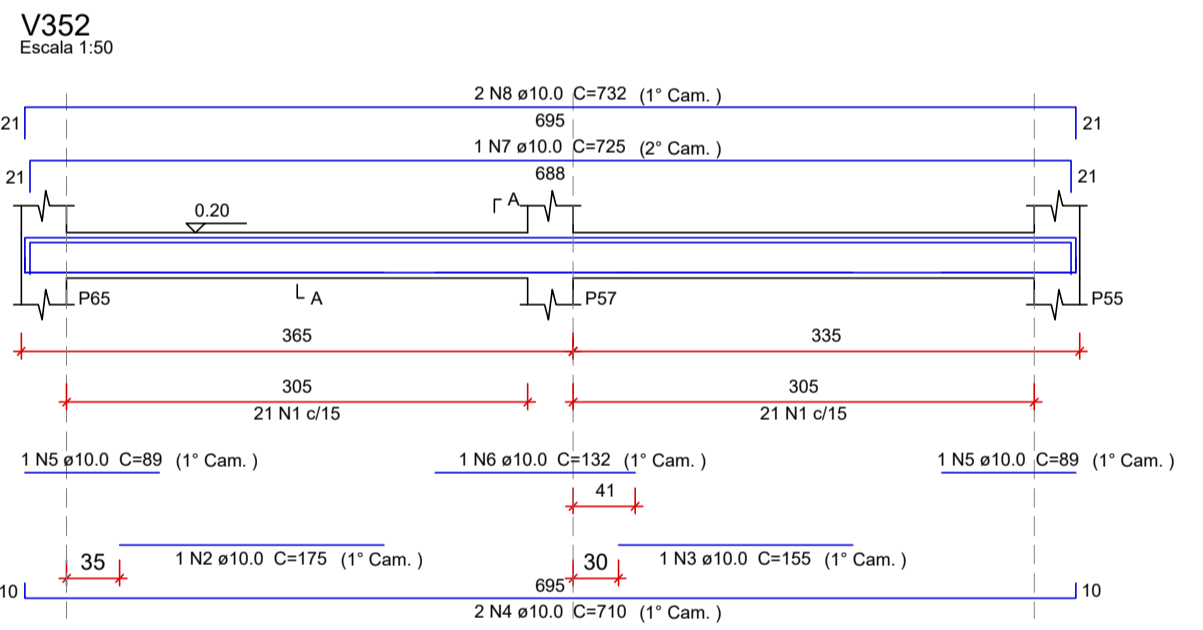 V352
Escala 1:50
2 N8 ø10.0 C=732 (1° Cam. )
21 695 21
1 N7 ø10.0 C=725 (2° Cam. )
21 688 21
0.20 A
P65 A P57 P55
365 335
305 305
21 N1 c/15 21 N1 c/15
1 N5 ø10.0 C=89 (1° Cam. ) 1 N6 ø10.0 C=132 (1° Cam. ) 1 N5 ø10.0 C=89 (1° Cam. )
41
35 1 N2 ø10.0 C=175 (1° Cam. ) 30 1 N3 ø10.0 C=155 (1° Cam. )
10 695 10
2 N4 ø10.0 C=710 (1° Cam. )